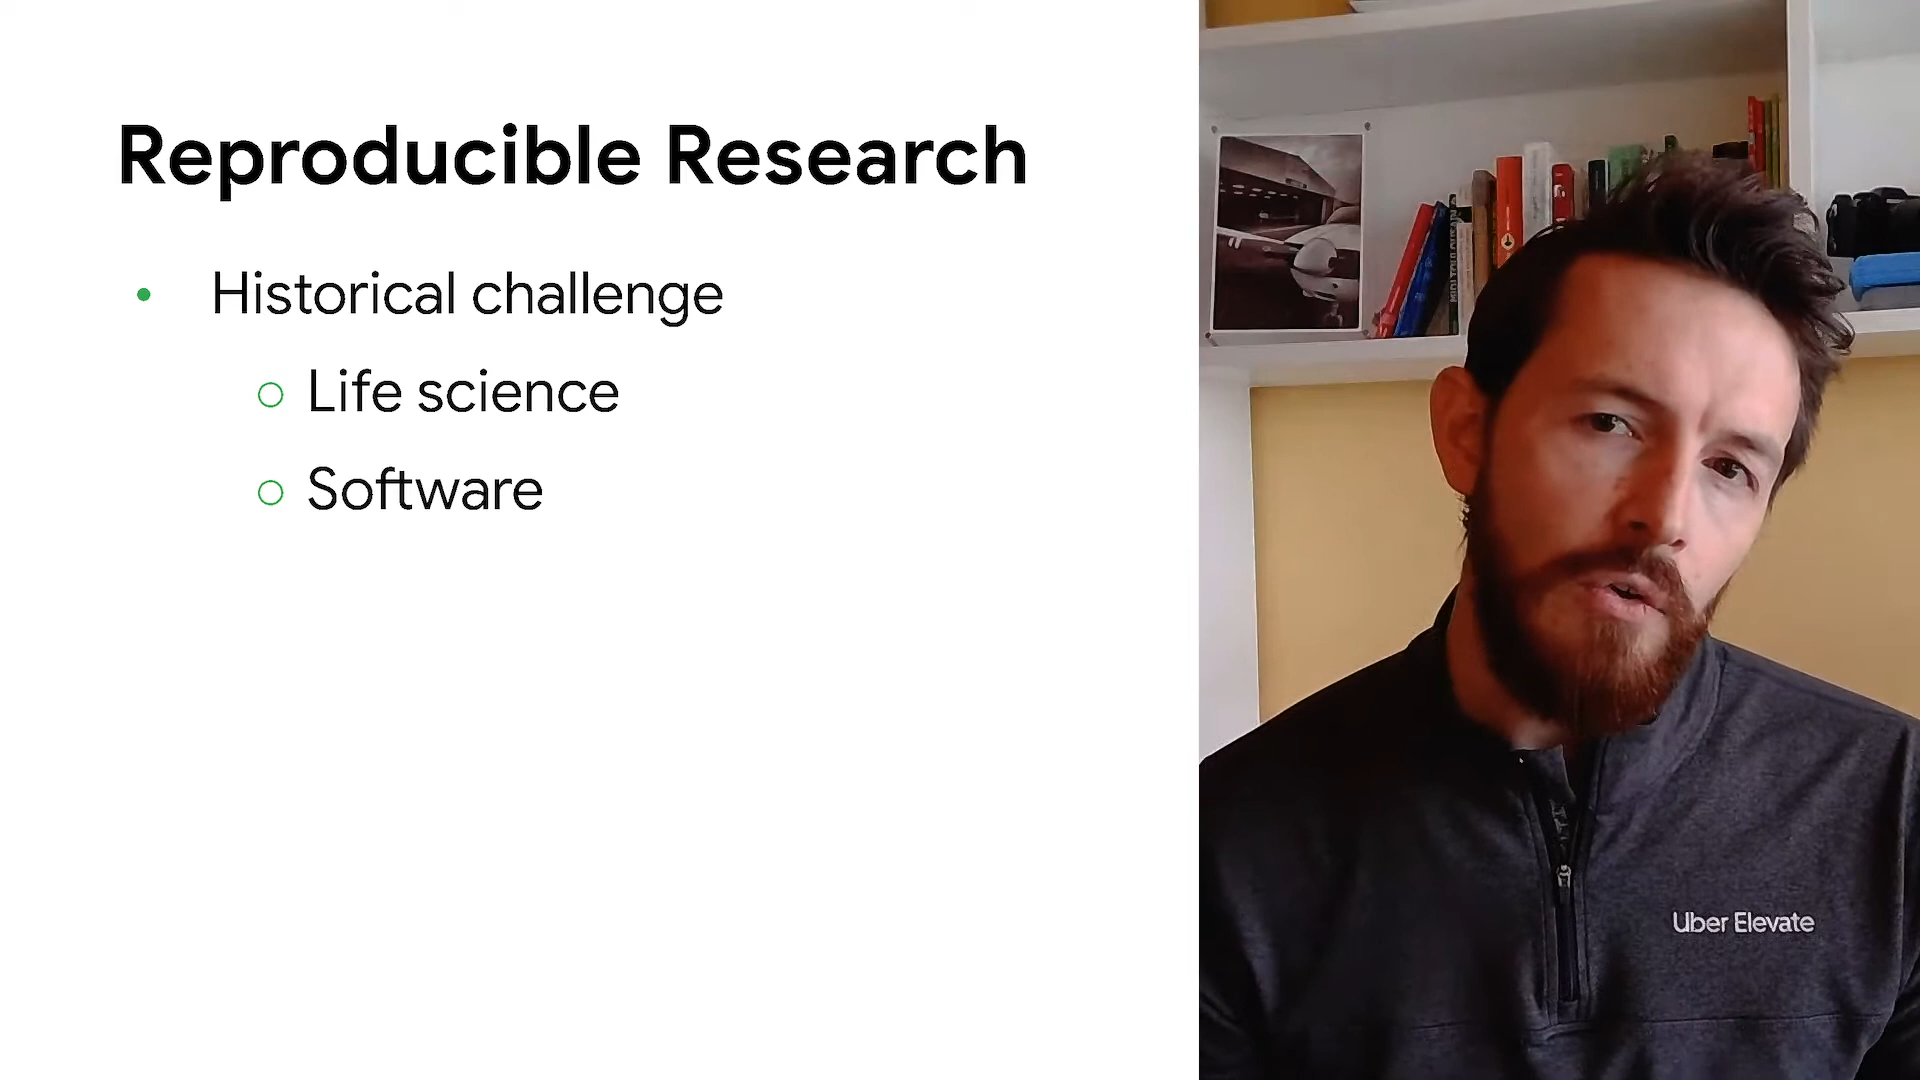 Reproducible Research
Historical challenge
Life science
Software
Uber Elevate